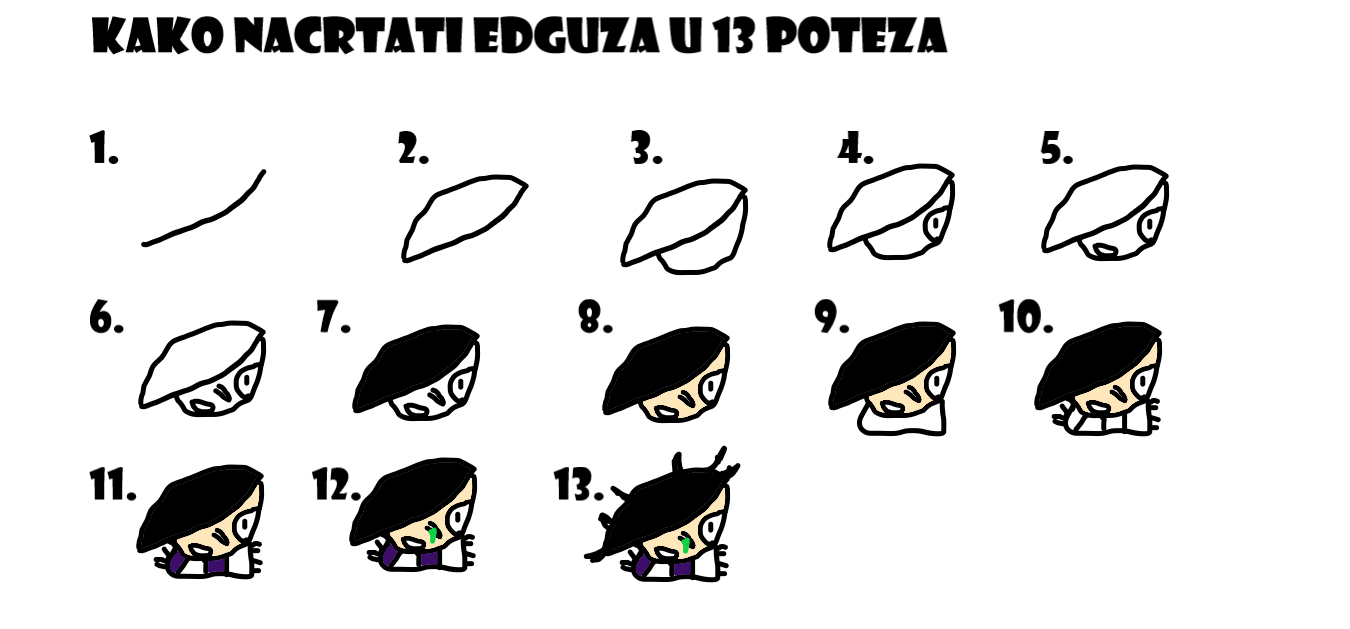 KAKO NACRTATI EDGUZA U 13 POTEZA
1. 2. 3. 4. 5.
6. 7. 8. 9. 10.
11. 12. 13.